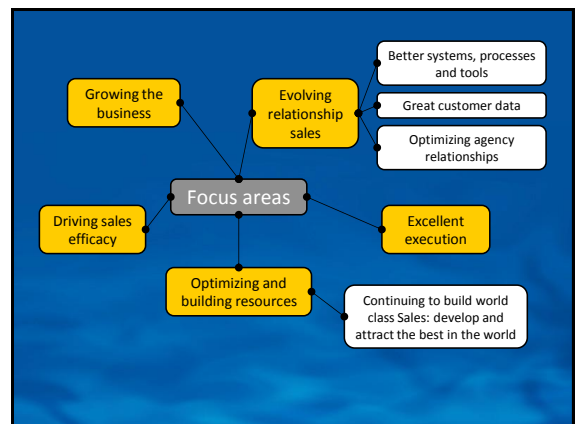 Growing the
business
Evolving
relationship
sales
Better systems, processes
and tools
Great customer data
Optimizing agency
relationships
Focus areas
Driving sales
efficacy
Excellent
execution
Optimizing and
building resources
Continuing to build world
class Sales: develop and
attract the best in the world